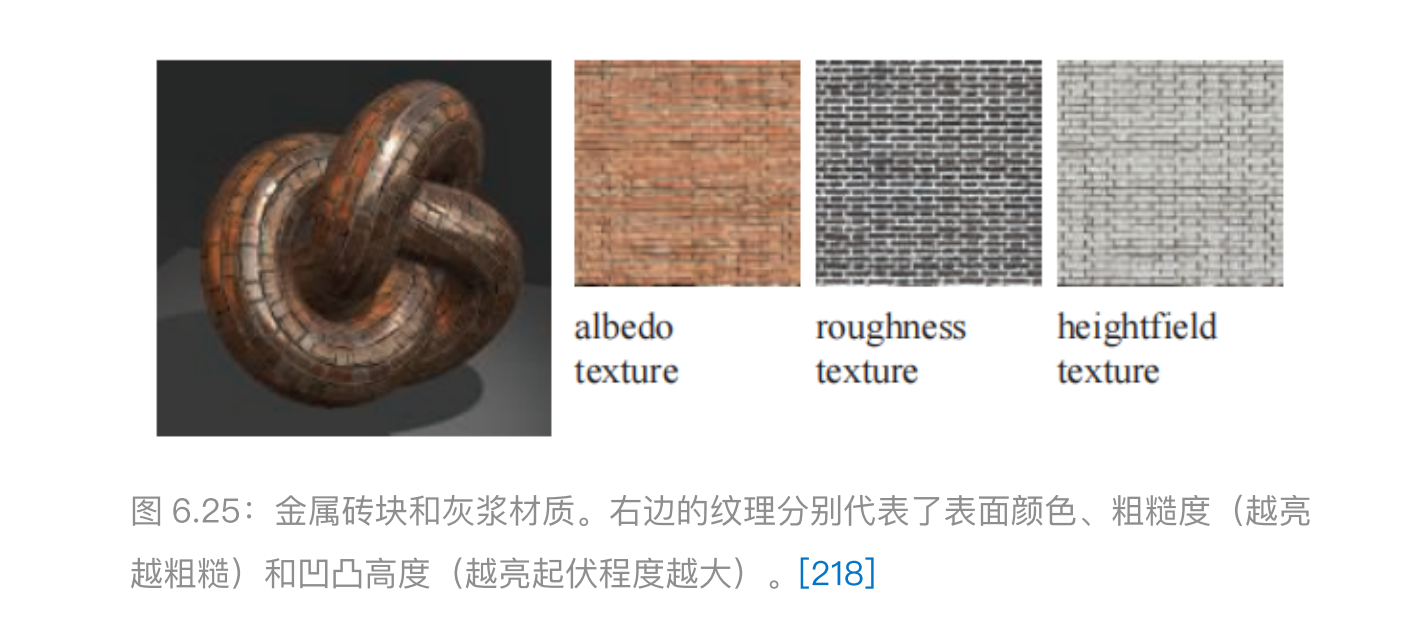 albedo texture
roughness texture
heightfield texture
图 6.25：金属砖块和灰浆材质。右边的纹理分别代表了表面颜色、粗糙度（越亮
越粗糙）和凹凸高度（越亮起伏程度越大）。[218]